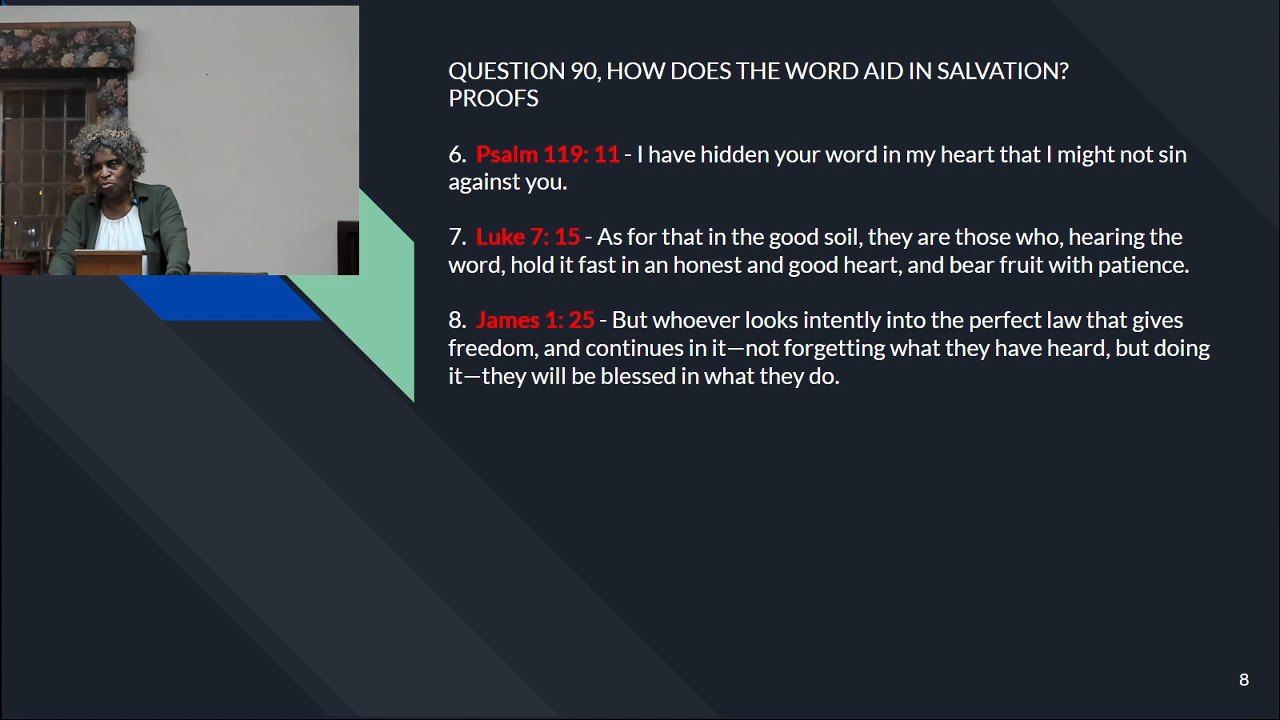 QUESTION 90, HOW DOES THE WORD AID IN SALVATION?
PROOFS
6. Psalm 119: 11 - I have hidden your word in my heart that I might not sin
against you.
7. Luke 7: 15 - As for that in the good soil, they are those who, hearing the
word, hold it fast in an honest and good heart, and bear fruit with patience.
8. James 1: 25 - But whoever looks intently into the perfect law that gives
freedom, and continues in it—not forgetting what they have heard, but doing
it—they will be blessed in what they do.
8